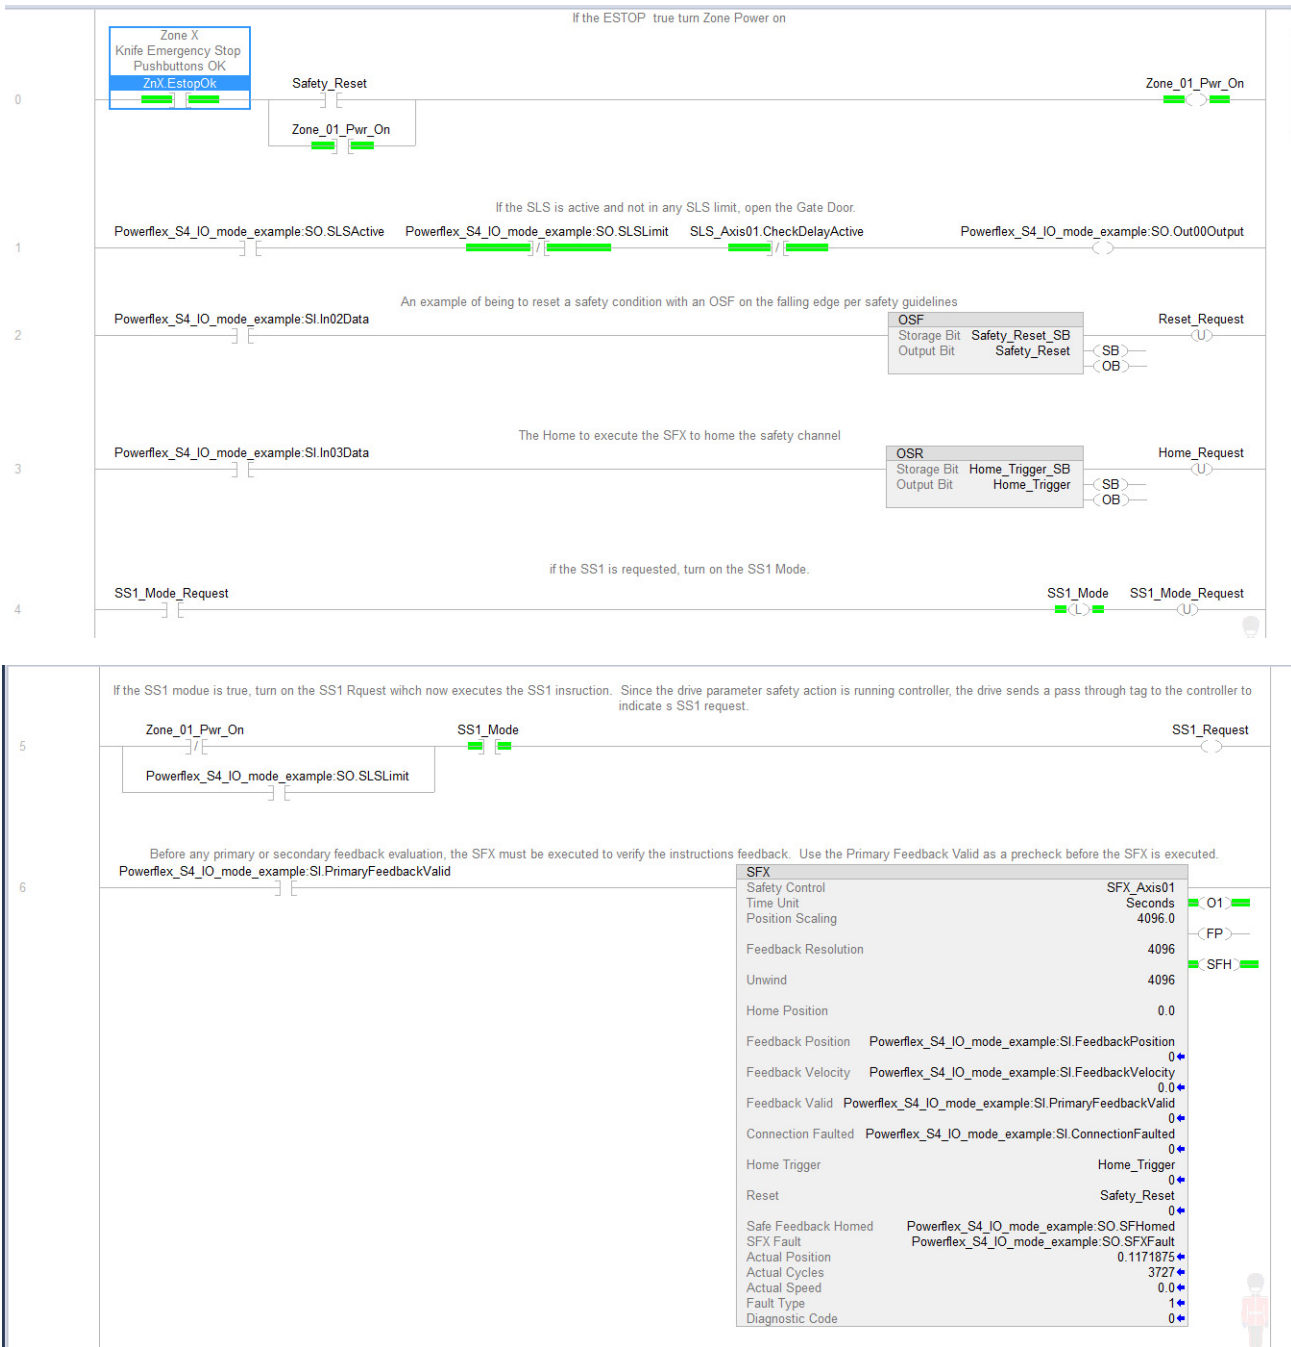 If the ESTOP  true turn Zone Power on
Zone X
Knife Emergency Stop
Pushbuttons OK
ZnX.EstopOk
Safety_Reset
Zone_01_Pwr_On
0
Zone_01_Pwr_On
If the SLS is active and not in any SLS limit, open the Gate Door.
Powerflex_S4_IO_mode_example:SO.SLSActive
Powerflex_S4_IO_mode_example:SO.SLSLimit
SLS_Axis01.CheckDelayActive
Powerflex_S4_IO_mode_example:SO.Out00Output
1
An example of being to reset a safety condition with an OSF on the falling edge per safety guidelines
Powerflex_S4_IO_mode_example:SI.In02Data
OSF
Reset_Request
2
Storage Bit Safety_Reset_SB
U
Output Bit Safety_Reset
SB
OB
The Home to execute the SFX to home the safety channel
Powerflex_S4_IO_mode_example:SI.In03Data
OSR
Home_Request
3
Storage Bit Home_Trigger_SB
U
Output Bit Home_Trigger
SB
OB
if the SS1 is requested, turn on the SS1 Mode.
SS1_Mode_Request
SS1_Mode
SS1_Mode_Request
4
L
U
If the SS1 modue is true, turn on the SS1 Rquest wihch now executes the SS1 insruction.  Since the drive parameter safety action is running controller, the drive sends a pass through tag to the controller to
indicate s SS1 request.
Zone_01_Pwr_On
SS1_Mode
SS1_Request
5
Powerflex_S4_IO_mode_example:SO.SLSLimit
Before any primary or secondary feedback evaluation, the SFX must be executed to verify the instructions feedback.  Use the Primary Feedback Valid as a precheck before the SFX is executed.
Powerflex_S4_IO_mode_example:SI.PrimaryFeedbackValid
6
SFX
Safety Control SFX_Axis01
Time Unit Seconds
O1
Position Scaling 4096.0
FP
Feedback Resolution 4096
SFH
Unwind 4096
Home Position 0.0
Feedback Position Powerflex_S4_IO_mode_example:SI.FeedbackPosition
0
Feedback Velocity Powerflex_S4_IO_mode_example:SI.FeedbackVelocity
0.0
Feedback Valid Powerflex_S4_IO_mode_example:SI.PrimaryFeedbackValid
0
Connection Faulted Powerflex_S4_IO_mode_example:SI.ConnectionFaulted
0
Home Trigger Home_Trigger
0
Reset Safety_Reset
0
Safe Feedback Homed Powerflex_S4_IO_mode_example:SO.SFHomed
SFX Fault Powerflex_S4_IO_mode_example:SO.SFXFault
Actual Position 0.1171875
Actual Cycles 3727
Actual Speed 0.0
Fault Type 1
Diagnostic Code 0